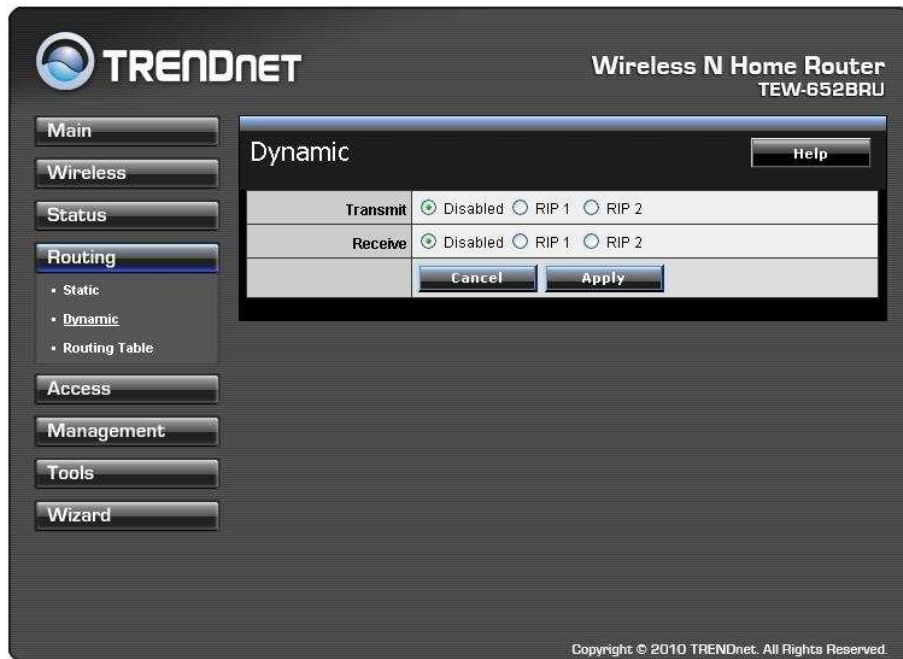 TRENDNET
Wireless N Home Router
TEW-652BRU
Main
Wireless
Status
Routing
• Static
• Dynamic
• Routing Table
Access
Management
Tools
Wizard
Dynamic
Help
Transmit Disabled RIP 1 RIP 2
Receive Disabled RIP 1 RIP 2
Cancel Apply
Copyright © 2010 TRENDnet. All Rights Reserved.